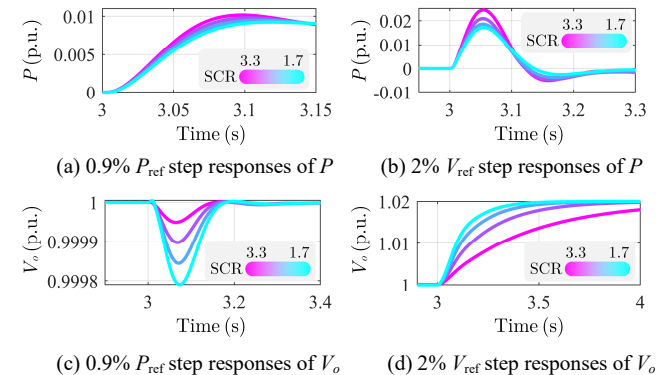 0.01
0.005
0
P (p.u.)
3.3 1.7
SCR
3 3.05 3.1 3.15
Time (s)
(a) 0.9% Pref step responses of P
0.02
0.01
0
-0.01
P (p.u.)
3.3 1.7
SCR
3 3.1 3.2 3.3
Time (s)
(b) 2% Vref step responses of P
1
0.9999
0.9998
Vo (p.u.)
3.3 1.7
SCR
3 3.2 3.4
Time (s)
(c) 0.9% Pref step responses of Vo
1.02
1.01
1
Vo (p.u.)
3.3 1.7
SCR
3 3.5 4
Time (s)
(d) 2% Vref step responses of Vo